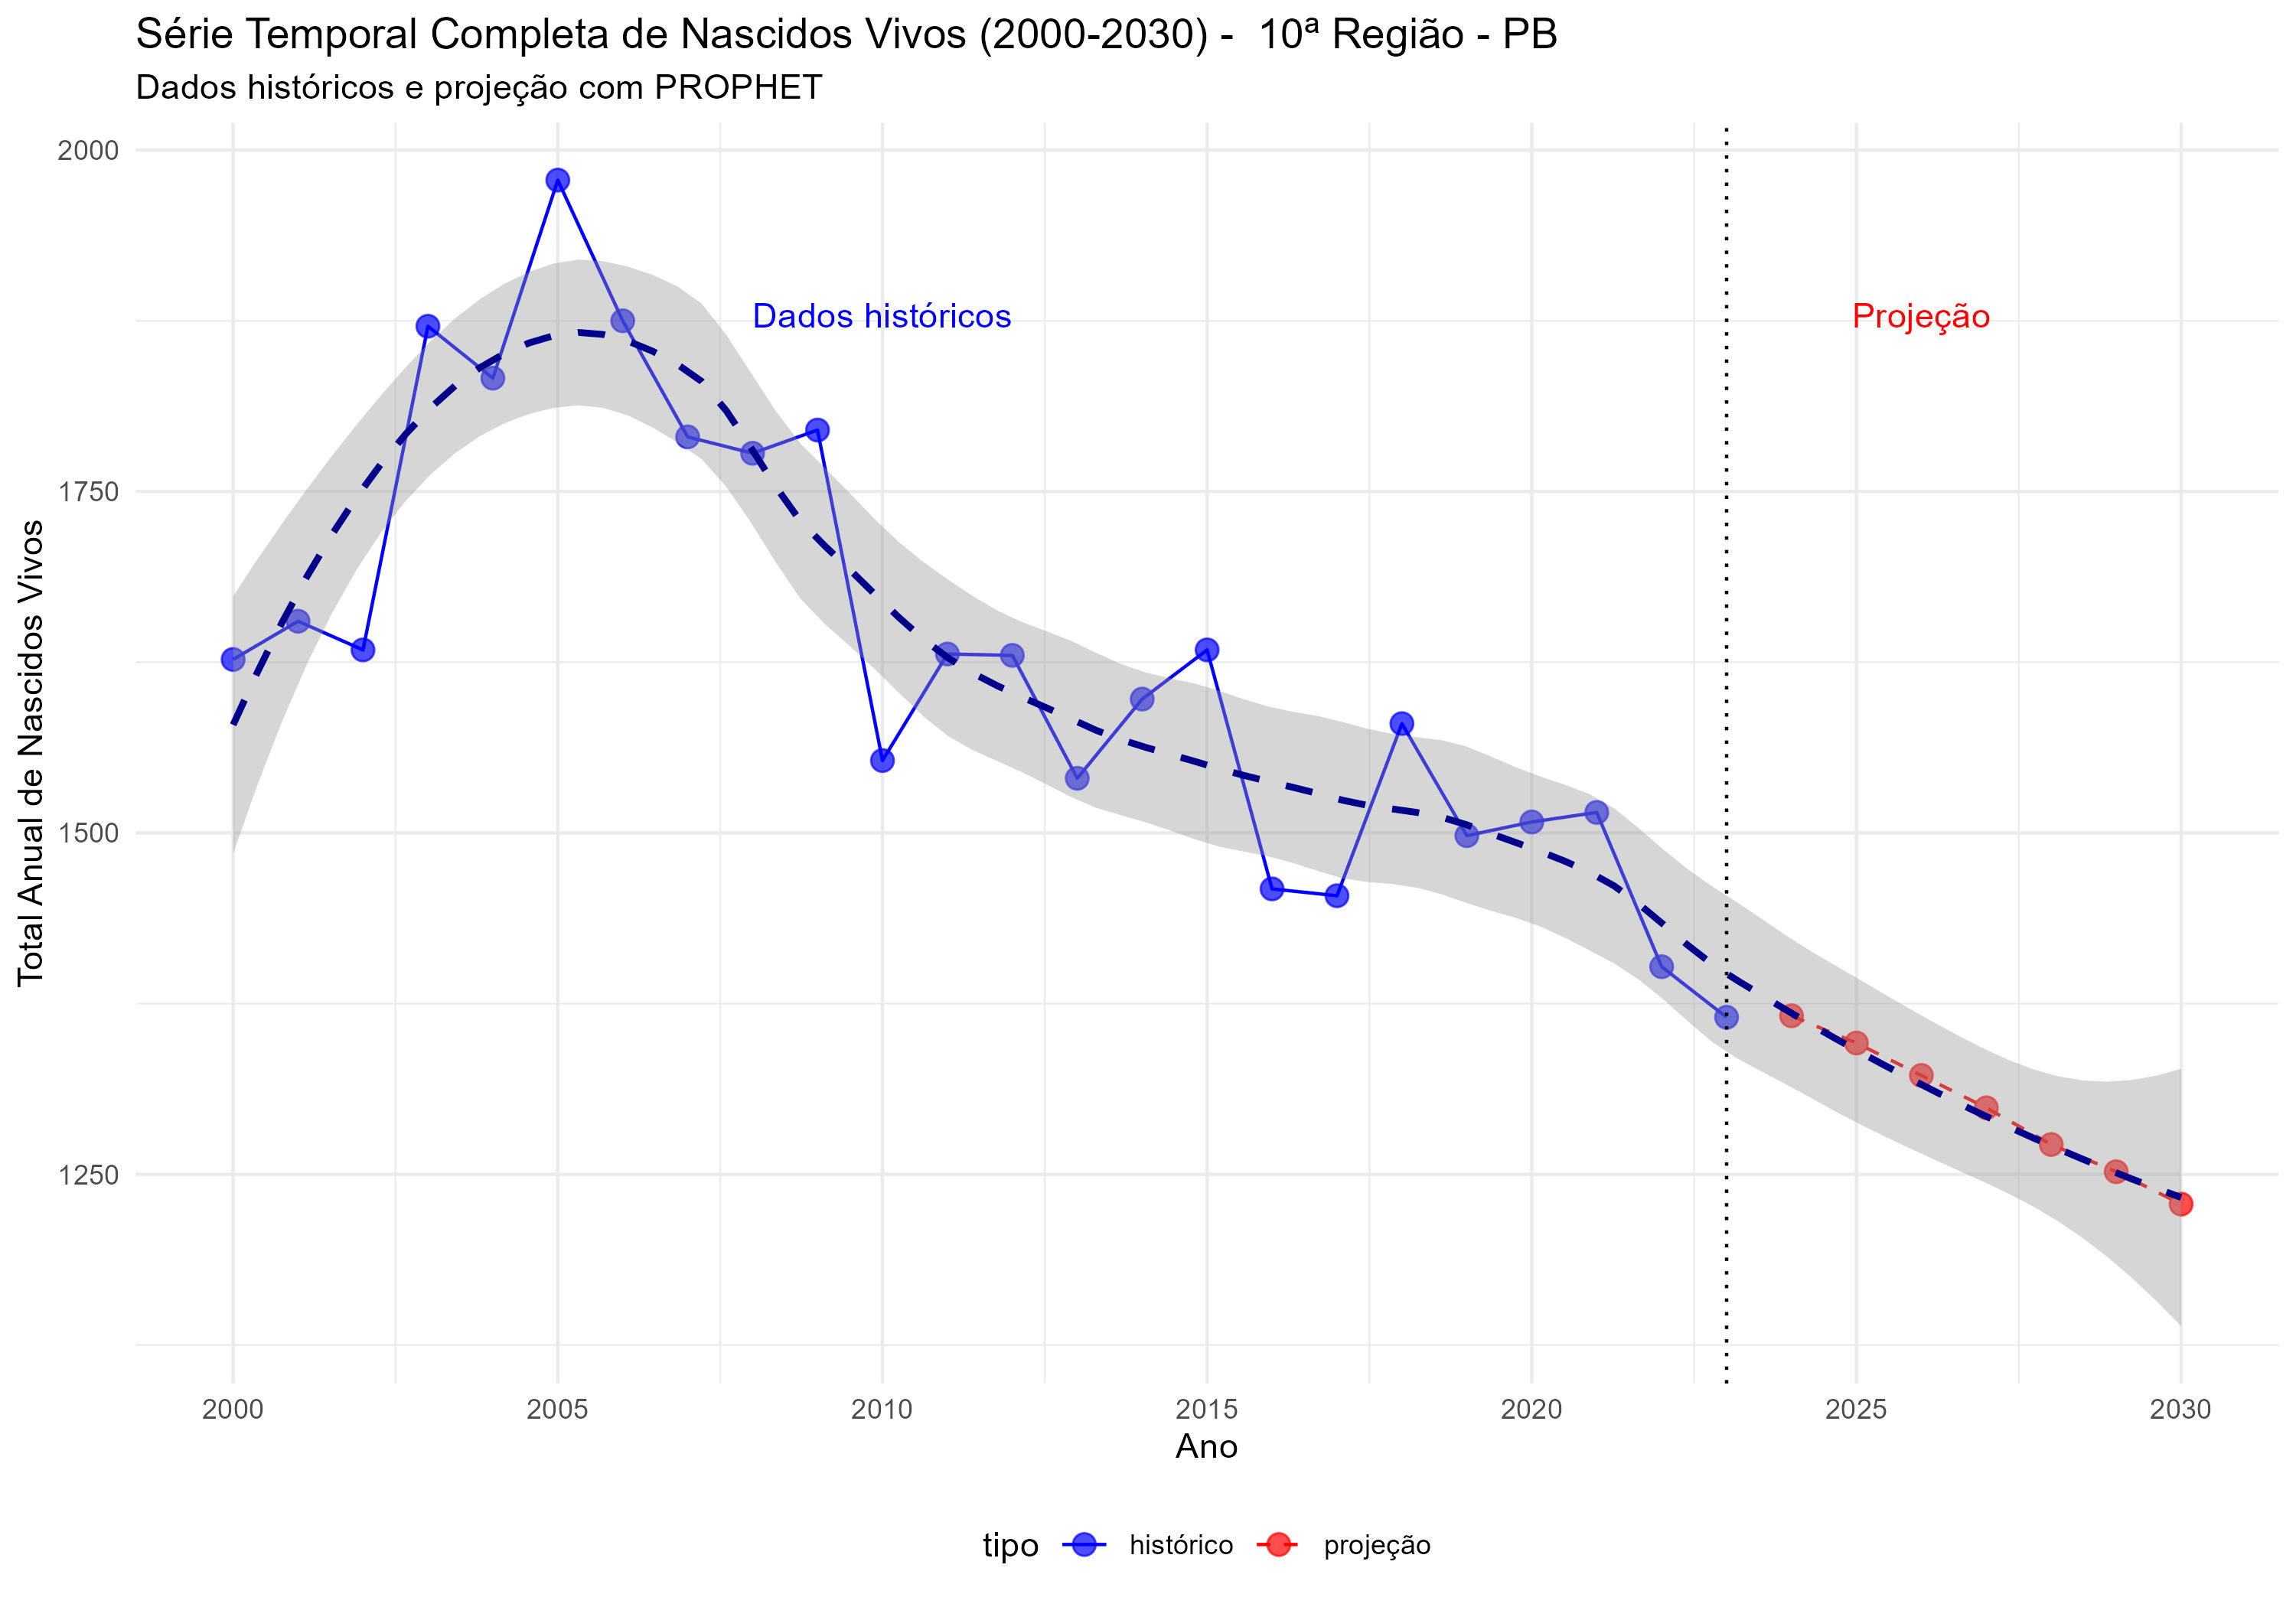 Série Temporal Completa de Nascidos Vivos (2000-2030) -  10ª Região - PB
Dados históricos e projeção com PROPHET
Total Anual de Nascidos Vivos
2000
1750
1500
1250
Dados históricos
Projeção
2000 2005 2010 2015 2020 2025 2030
Ano
tipo histórico projeção